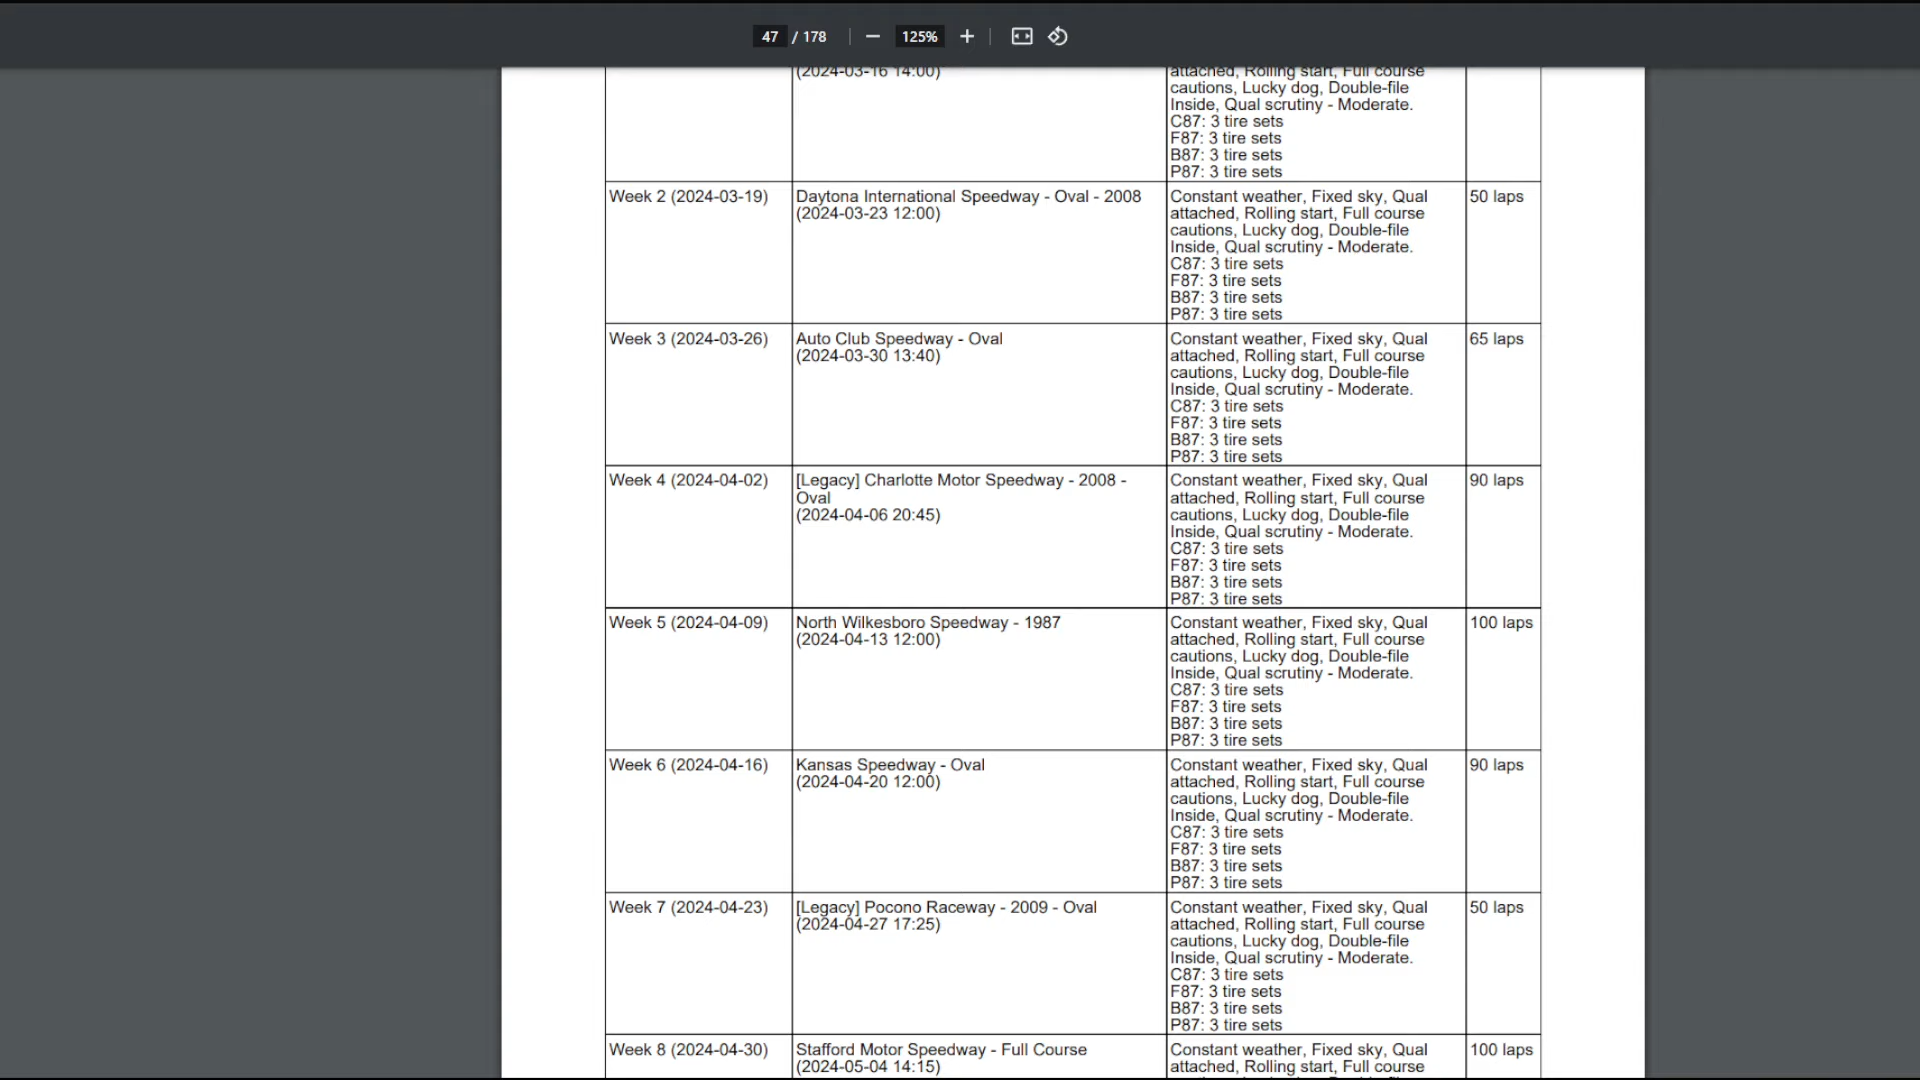 47 / 178 125%
(2024-03-16 14:00)
attached, Rolling start, Full course
cautions, Lucky dog, Double-file
Inside, Qual scrutiny - Moderate.
C87: 3 tire sets
F87: 3 tire sets
B87: 3 tire sets
P87: 3 tire sets
Week 2 (2024-03-19)
Daytona International Speedway - Oval - 2008
(2024-03-23 12:00)
Constant weather, Fixed sky, Qual
attached, Rolling start, Full course
cautions, Lucky dog, Double-file
Inside, Qual scrutiny - Moderate.
C87: 3 tire sets
F87: 3 tire sets
B87: 3 tire sets
P87: 3 tire sets
50 laps
Week 3 (2024-03-26)
Auto Club Speedway - Oval
(2024-03-30 13:40)
Constant weather, Fixed sky, Qual
attached, Rolling start, Full course
cautions, Lucky dog, Double-file
Inside, Qual scrutiny - Moderate.
C87: 3 tire sets
F87: 3 tire sets
B87: 3 tire sets
P87: 3 tire sets
65 laps
Week 4 (2024-04-02)
[Legacy] Charlotte Motor Speedway - 2008 -
Oval
(2024-04-06 20:45)
Constant weather, Fixed sky, Qual
attached, Rolling start, Full course
cautions, Lucky dog, Double-file
Inside, Qual scrutiny - Moderate.
C87: 3 tire sets
F87: 3 tire sets
B87: 3 tire sets
P87: 3 tire sets
90 laps
Week 5 (2024-04-09)
North Wilkesboro Speedway - 1987
(2024-04-13 12:00)
Constant weather, Fixed sky, Qual
attached, Rolling start, Full course
cautions, Lucky dog, Double-file
Inside, Qual scrutiny - Moderate.
C87: 3 tire sets
F87: 3 tire sets
B87: 3 tire sets
P87: 3 tire sets
100 laps
Week 6 (2024-04-16)
Kansas Speedway - Oval
(2024-04-20 12:00)
Constant weather, Fixed sky, Qual
attached, Rolling start, Full course
cautions, Lucky dog, Double-file
Inside, Qual scrutiny - Moderate.
C87: 3 tire sets
F87: 3 tire sets
B87: 3 tire sets
P87: 3 tire sets
90 laps
Week 7 (2024-04-23)
[Legacy] Pocono Raceway - 2009 - Oval
(2024-04-27 17:25)
Constant weather, Fixed sky, Qual
attached, Rolling start, Full course
cautions, Lucky dog, Double-file
Inside, Qual scrutiny - Moderate.
C87: 3 tire sets
F87: 3 tire sets
B87: 3 tire sets
P87: 3 tire sets
50 laps
Week 8 (2024-04-30)
Stafford Motor Speedway - Full Course
(2024-05-04 14:15)
Constant weather, Fixed sky, Qual
attached, Rolling start, Full course
100 laps